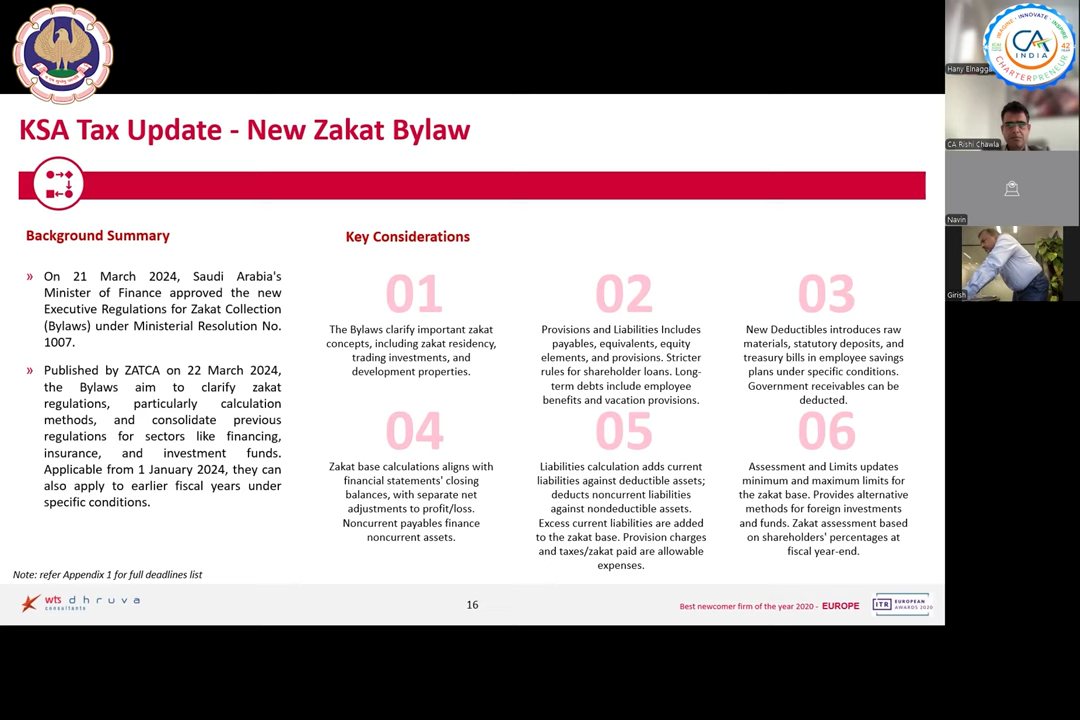 KSA Tax Update - New Zakat Bylaw
Background Summary
» On 21 March 2024, Saudi Arabia's
Minister of Finance approved the new
Executive Regulations for Zakat Collection
(Bylaws) under Ministerial Resolution No.
1007.
» Published by ZATCA on 22 March 2024,
the Bylaws aim to clarify zakat
regulations, particularly calculation
methods, and consolidate previous
regulations for sectors like financing,
insurance, and investment funds.
Applicable from 1 January 2024, they can
also apply to earlier fiscal years under
specific conditions.
Key Considerations
01
The Bylaws clarify important zakat
concepts, including zakat residency,
trading investments, and
development properties.
02
Provisions and Liabilities Includes
payables, equivalents, equity
elements, and provisions. Stricter
rules for shareholder loans. Long-
term debts include employee
benefits and vacation provisions.
03
New Deductibles introduces raw
materials, statutory deposits, and
treasury bills in employee savings
plans under specific conditions.
Government receivables can be
deducted.
04
Zakat base calculations aligns with
financial statements' closing
balances, with separate net
adjustments to profit/loss.
Noncurrent payables finance
noncurrent assets.
05
Liabilities calculation adds current
liabilities against deductible assets;
deducts noncurrent liabilities
against nondeductible assets.
Excess current liabilities are added
to the zakat base. Provision charges
and taxes/zakat paid are allowable
expenses.
06
Assessment and Limits updates
minimum and maximum limits for
the zakat base. Provides alternative
methods for foreign investments
and funds. Zakat assessment based
on shareholders' percentages at
fiscal year-end.
Note: refer Appendix 1 for full deadlines list
wts dhruva
consultants
16
Best newcomer firm of the year 2020 - EUROPE
ITR EUROPEAN
AWARDS 2020
IMAGINE · INNOVATE · INSPIRE
CA
INDIA
42
CHARTERPRENEUR
Hany Elnagga
CA Rishi Chawla
Navin
Girish